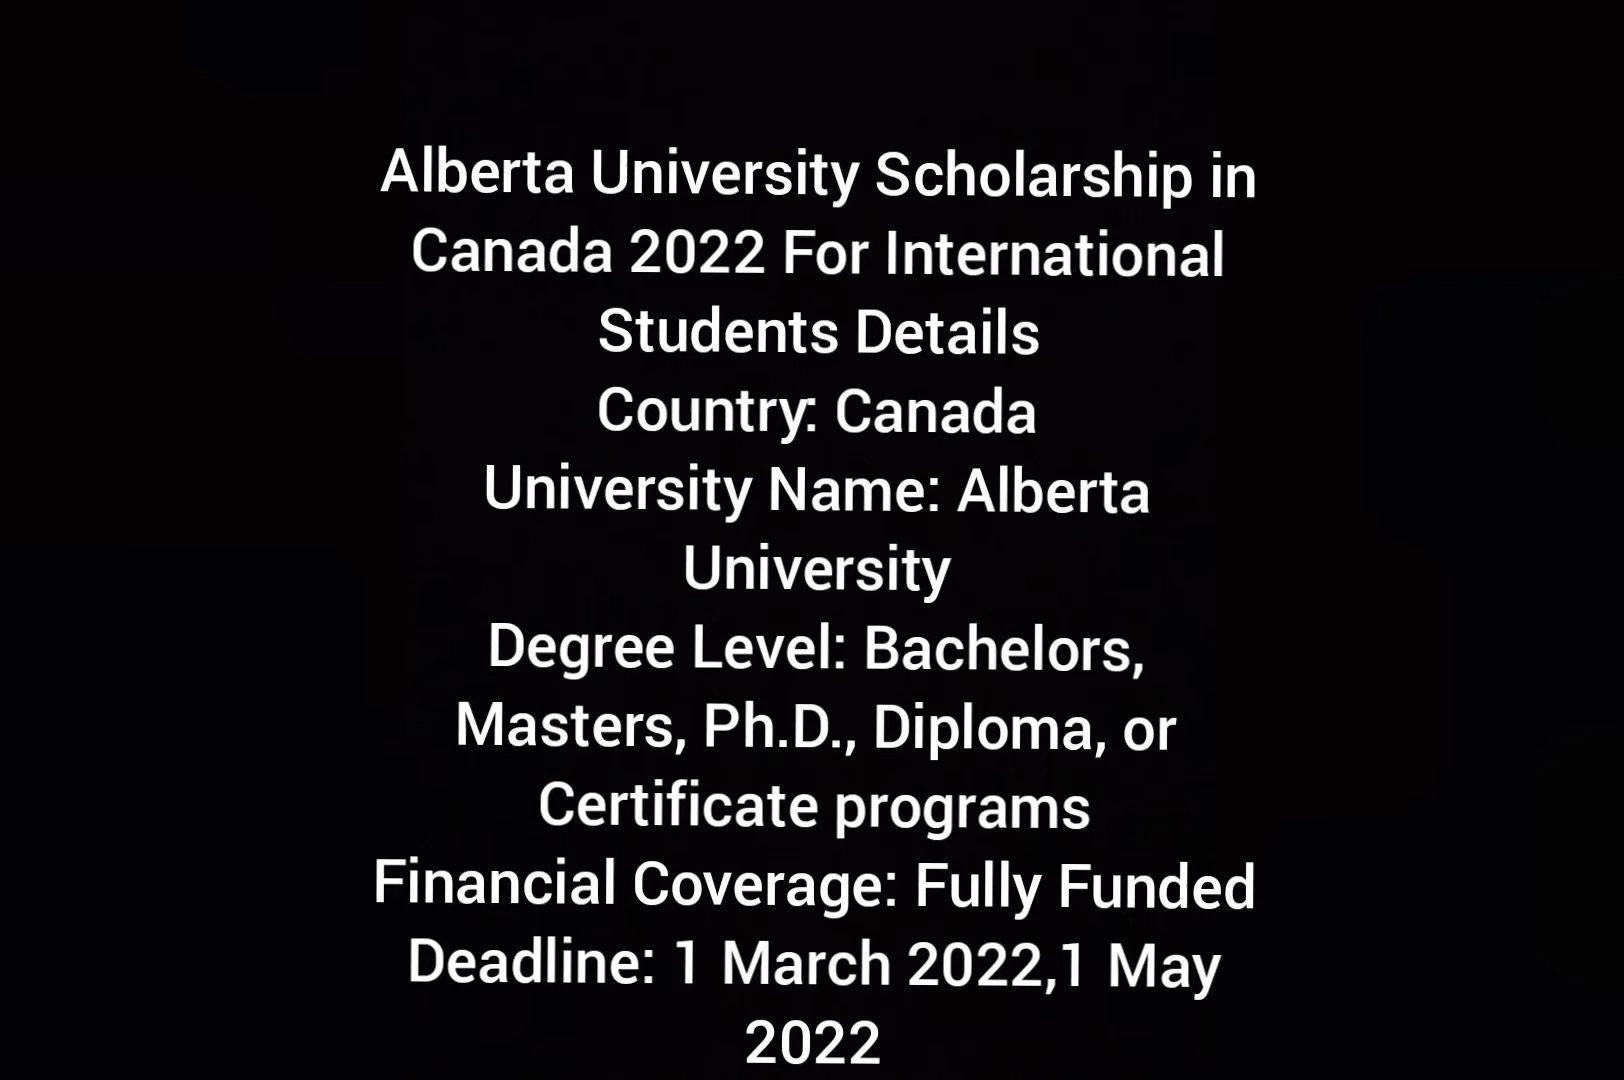 Alberta University Scholarship in
Canada 2022 For International
Students Details
Country: Canada
University Name: Alberta
University
Degree Level: Bachelors,
Masters, Ph.D., Diploma, or
Certificate programs
Financial Coverage: Fully Funded
Deadline: 1 March 2022,1 May
2022